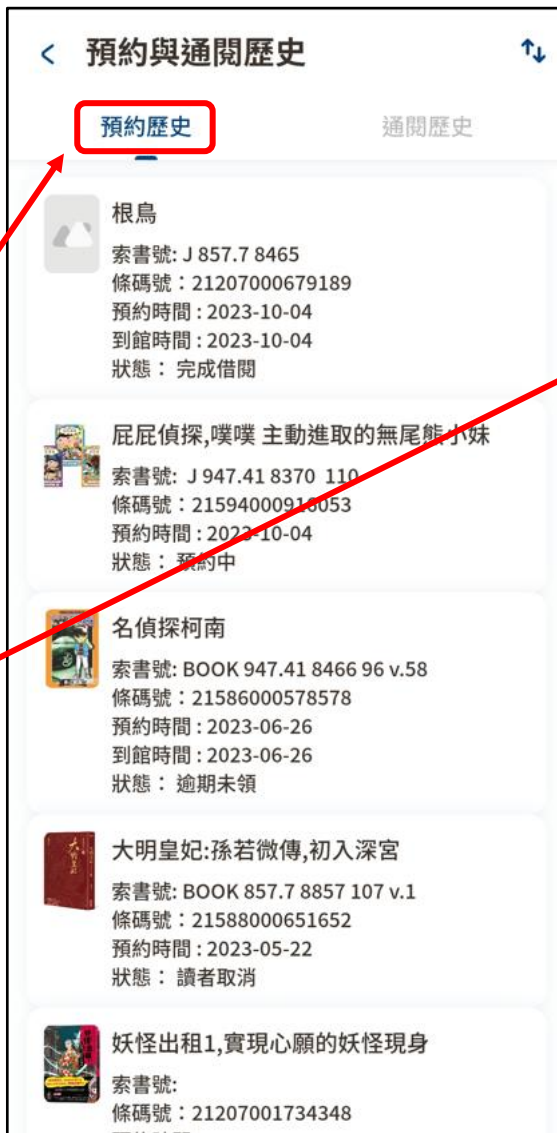 預約與通閱歷史
預約歷史
通閱歷史
根鳥
索書號: J 857.7 8465
條碼號：21207000679189
預約時間 : 2023-10-04
到館時間 : 2023-10-04
狀態： 完成借閱
屁屁偵探,噗噗 主動進取的無尾熊小妹
索書號: J 947.41 8370 110
條碼號：21594000916053
預約時間 : 2023-10-04
狀態： 預約中
名偵探柯南
索書號: BOOK 947.41 8466 96 v.58
條碼號：21586000578578
預約時間 : 2023-06-26
到館時間 : 2023-06-26
狀態： 逾期未領
大明皇妃:孫若微傳,初入深宮
索書號: BOOK 857.7 8857 107 v.1
條碼號：21588000651652
預約時間 : 2023-05-22
狀態： 讀者取消
妖怪出租1,實現心願的妖怪現身
索書號:
條碼號：21207001734348